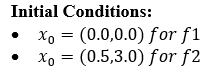 Initial Conditions:
• x₀ = (0.0,0.0) for f1
• x₀ = (0.5,3.0) for f2